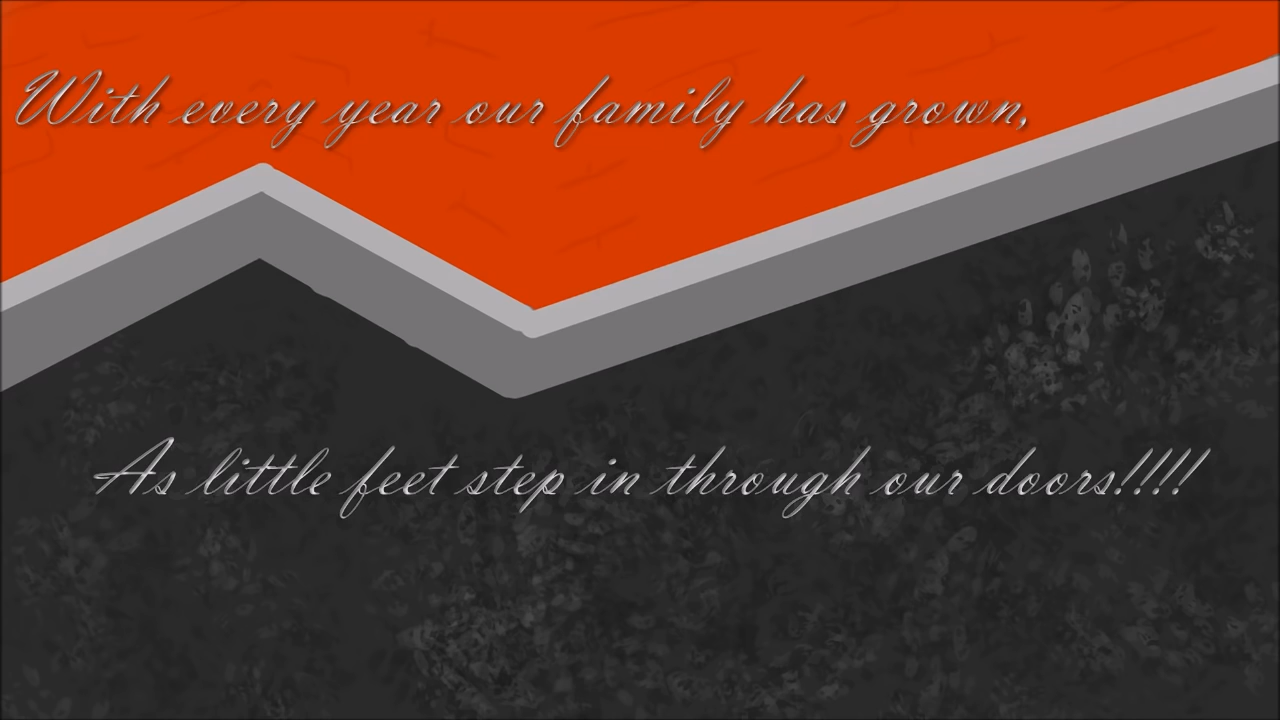 With every year our family has grown,
As little feet step in through our doors!!!!